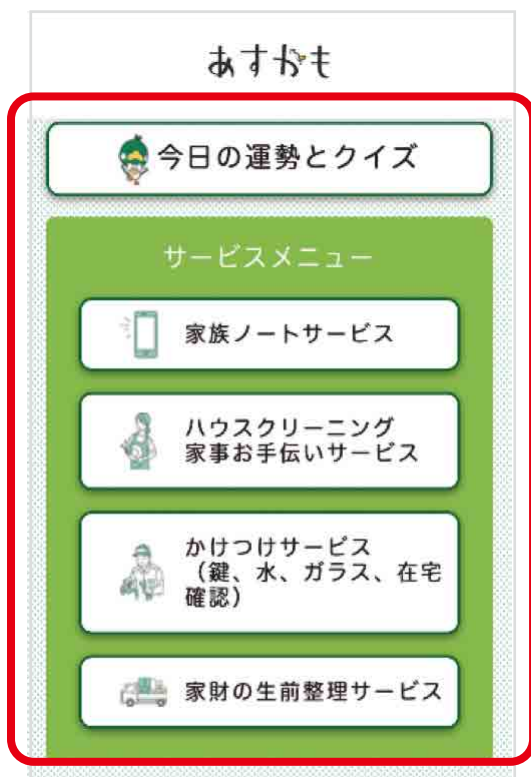 あすかも
今日の運勢とクイズ
サービスメニュー
家族ノートサービス
ハウスクリーニング
家事お手伝いサービス
かけつけサービス
（鍵、水、ガラス、在宅
確認）
家財の生前整理サービス